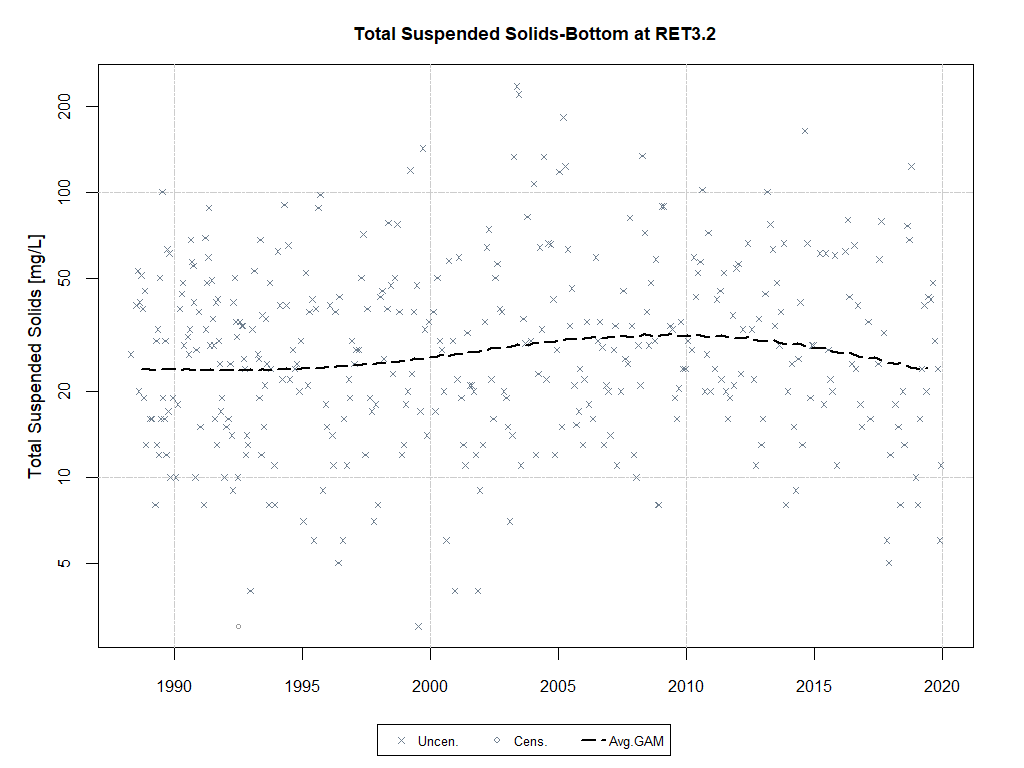 Total Suspended Solids-Bottom at RET3.2
Total Suspended Solids [mg/L]
200
100
50
20
10
5
1990 1995 2000 2005 2010 2015 2020
Uncen. Cens. Avg.GAM